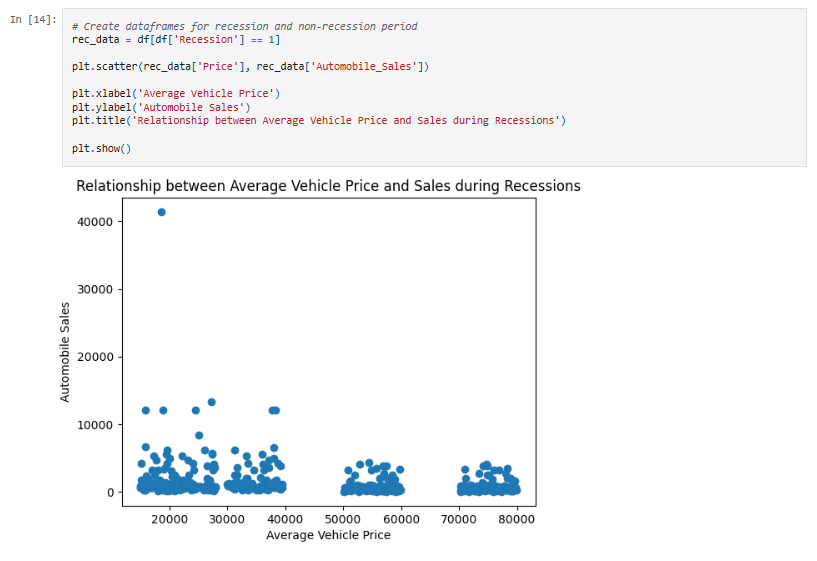 In [14]:
# Create dataframes for recession and non-recession period
rec_data = df[df['Recession'] == 1]
plt.scatter(rec_data['Price'], rec_data['Automobile_Sales'])
plt.xlabel('Average Vehicle Price')
plt.ylabel('Automobile Sales')
plt.title('Relationship between Average Vehicle Price and Sales during Recessions')
plt.show()
Relationship between Average Vehicle Price and Sales during Recessions
40000
30000
20000
10000
0
Automobile Sales
20000 30000 40000 50000 60000 70000 80000
Average Vehicle Price